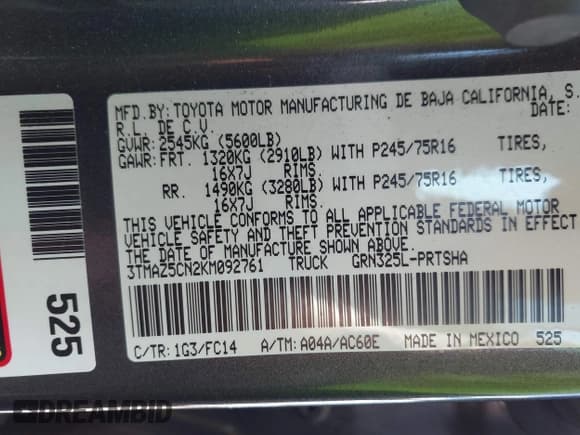 MFD.BY:TOYOTA MOTOR MANUFACTURING DE BAJA CALIFORNIA, S.
R.L. DE C.V. DATE:
GVWR:2545KG (5600LB)
GAWR:FRT. 1320KG (2910LB) WITH P245/75R16 TIRES,
16X7J RIMS.
RR. 1490KG (3280LB) WITH P245/75R16 TIRES,
16X7J RIMS.
THIS VEHICLE CONFORMS TO ALL APPLICABLE FEDERAL MOTOR
VEHICLE SAFETY AND THEFT PREVENTION STANDARDS IN EFFECT
THE DATE OF MANUFACTURE SHOWN ABOVE.
3TMAZ5CN2KM092761 TRUCK GRN325L-PRTSHA
C/TR:1G3/FC14 A/TM:A04A/AC60E MADE IN MEXICO 525
525
DREAMBID